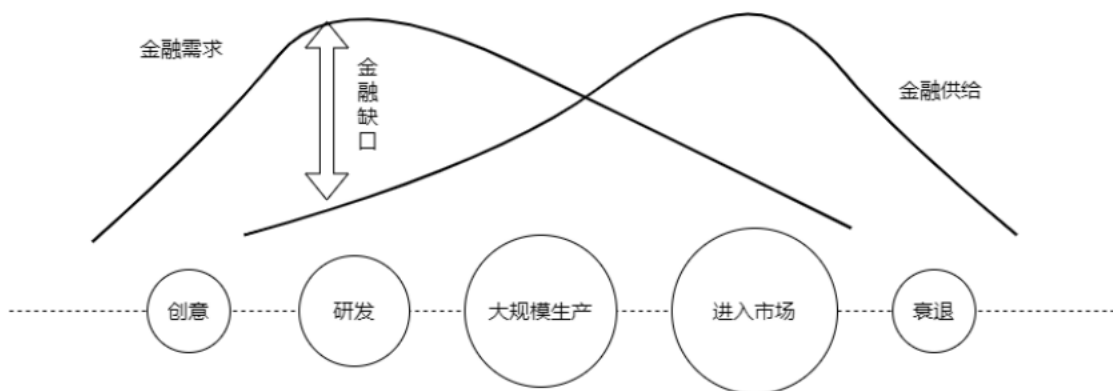 金融需求
金融缺口
金融供给
创意
研发
大规模生产
进入市场
衰退